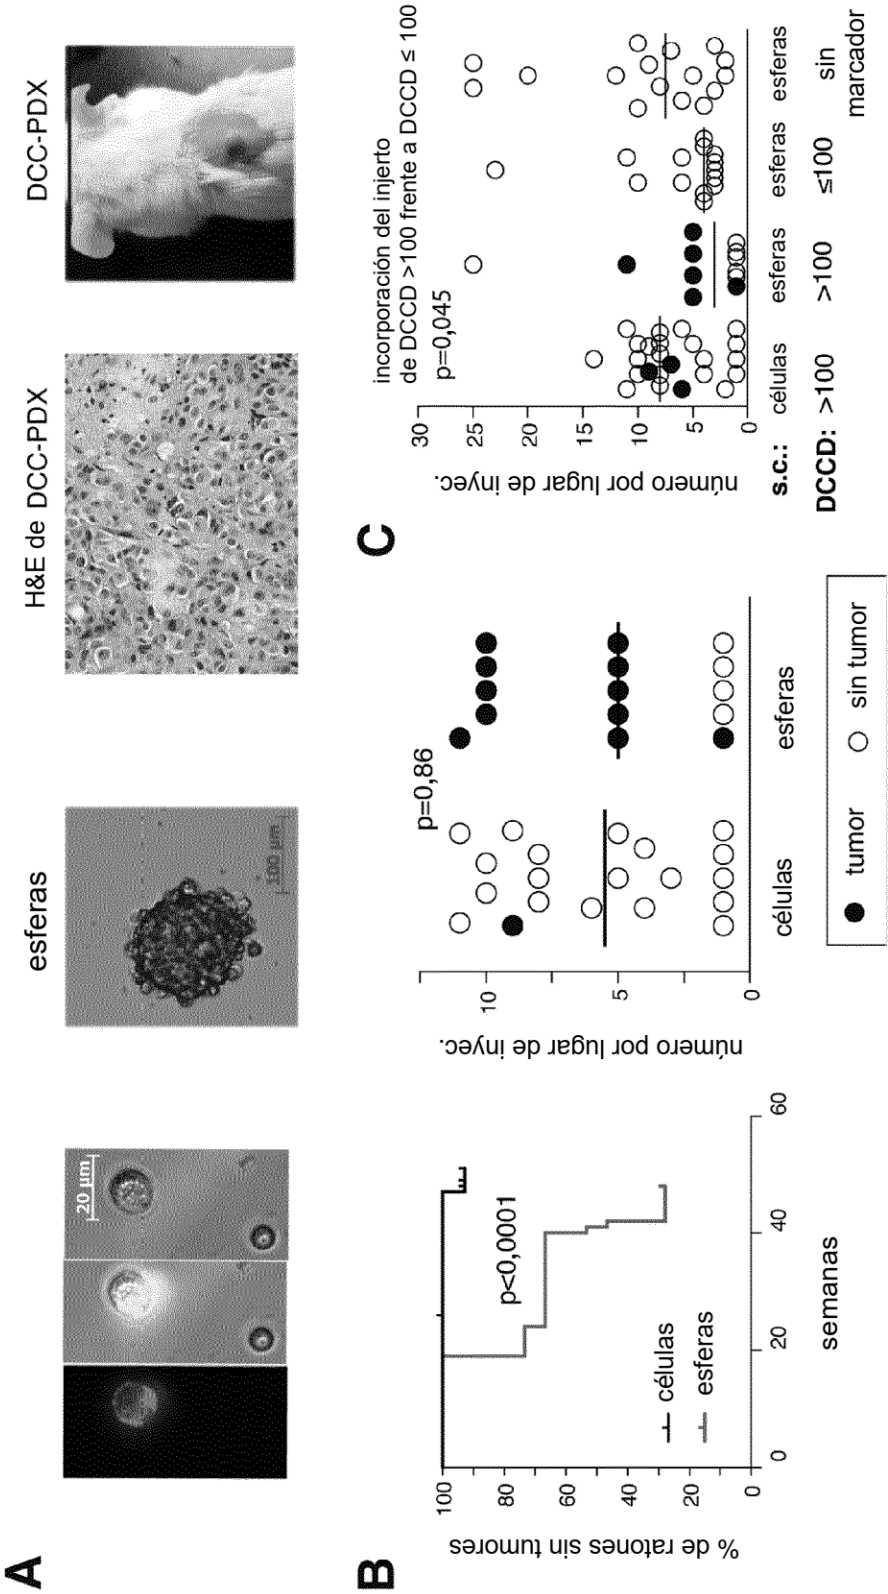 A
esferas
H&E de DCC-PDX
DCC-PDX
20 µm
100 µm
B
% de ratones sin tumores
100
80
60
40
20
0
p<0,0001
células
esferas
0
20
40
60
semanas
número por lugar de inyec.
10
5
0
p=0,86
células
esferas
tumor
sin tumor
C
incorporación del injerto
de DCCD >100 frente a DCCD ≤ 100
p=0,045
número por lugar de inyec.
30
25
20
15
10
5
0
s.c.: células esferas esferas esferas
DCCD: >100 >100 ≤100 sin
marcador